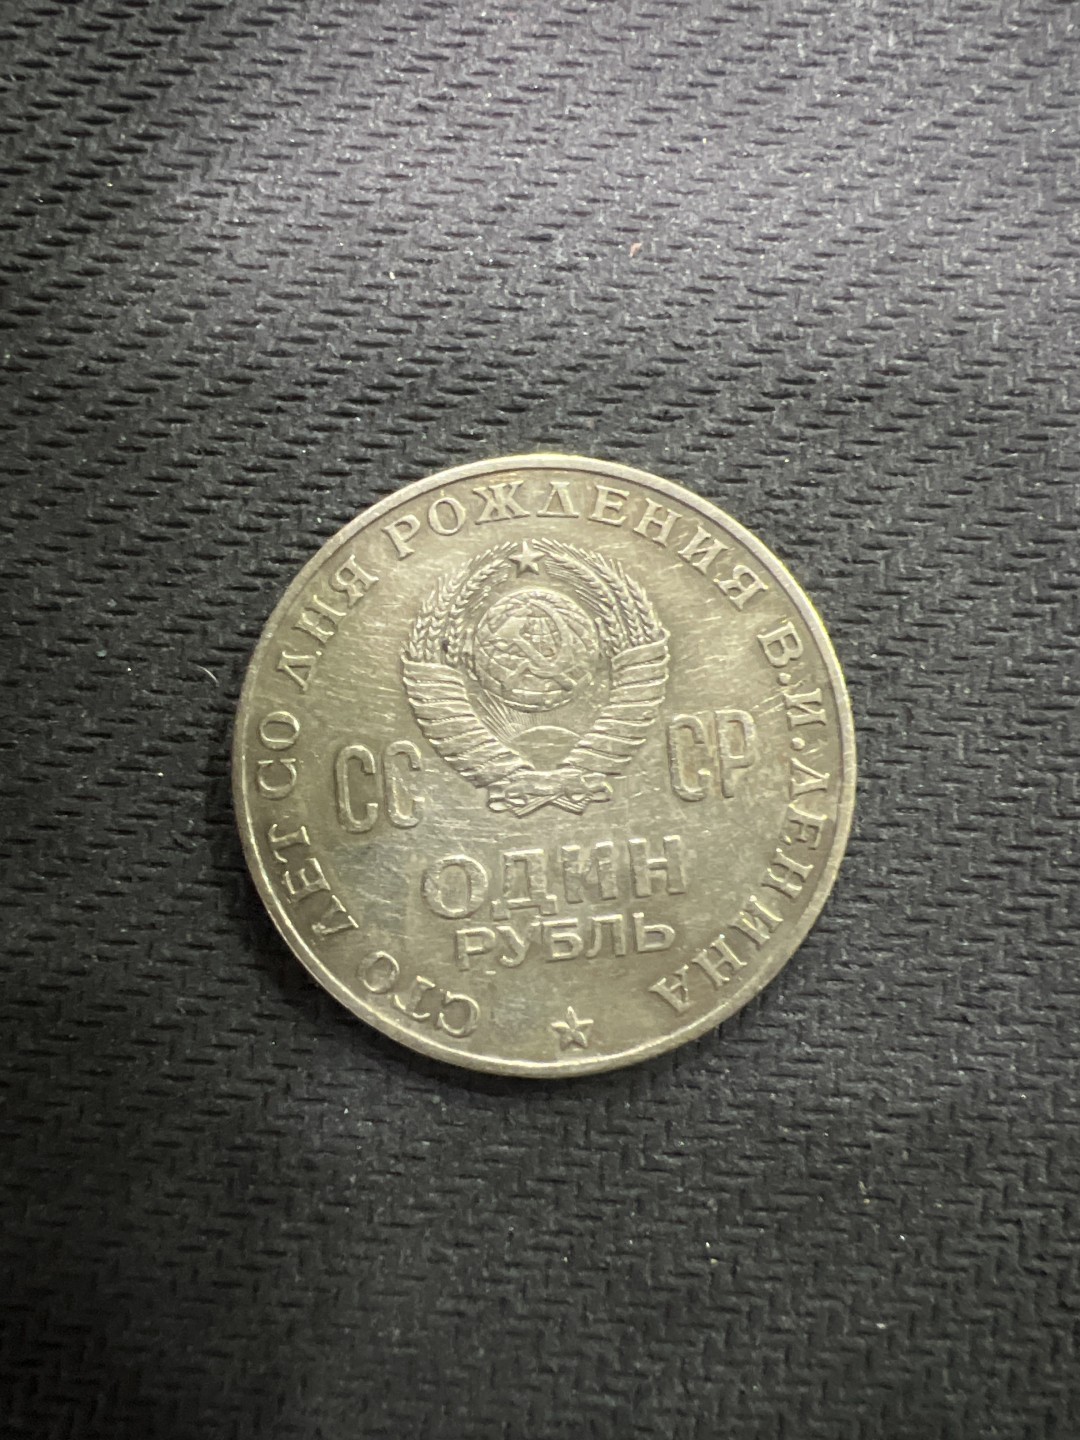 СТО ЛЕТ СО ДНЯ РОЖДЕНИЯ В.И.ЛЕНИНА
СС СР
ОДИН
РУБЛЬ